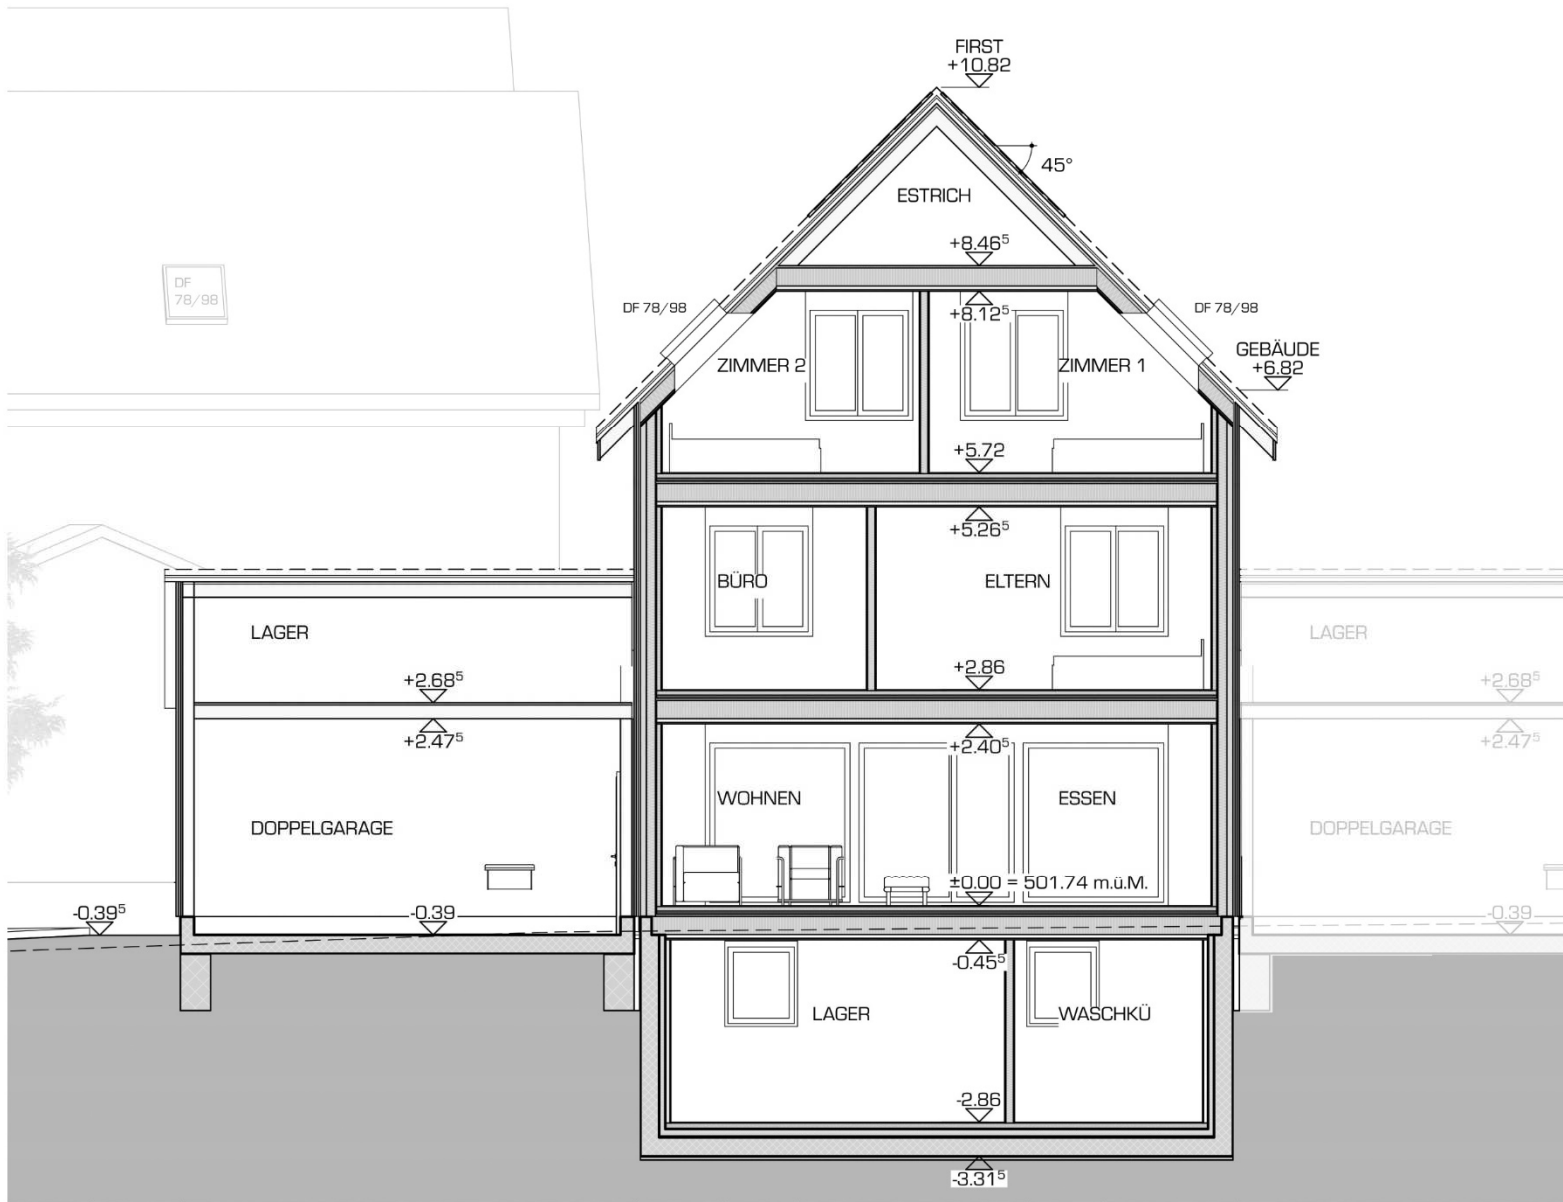 FIRST
+10.82
45°
ESTRICH
+8.46⁵
DF
78/98
DF 78/98
DF 78/98
+8.12⁵
GEBÄUDE
+6.82
ZIMMER 2
ZIMMER 1
+5.72
+5.26⁵
BÜRO
ELTERN
LAGER
LAGER
+2.86
+2.68⁵
+2.68⁵
+2.47⁵
+2.40⁵
+2.47⁵
WOHNEN
ESSEN
DOPPELGARAGE
DOPPELGARAGE
±0.00 = 501.74 m.ü.M.
-0.39⁵
-0.39
-0.39
-0.45⁵
LAGER
WASCHKÜ
-2.86
-3.31⁵